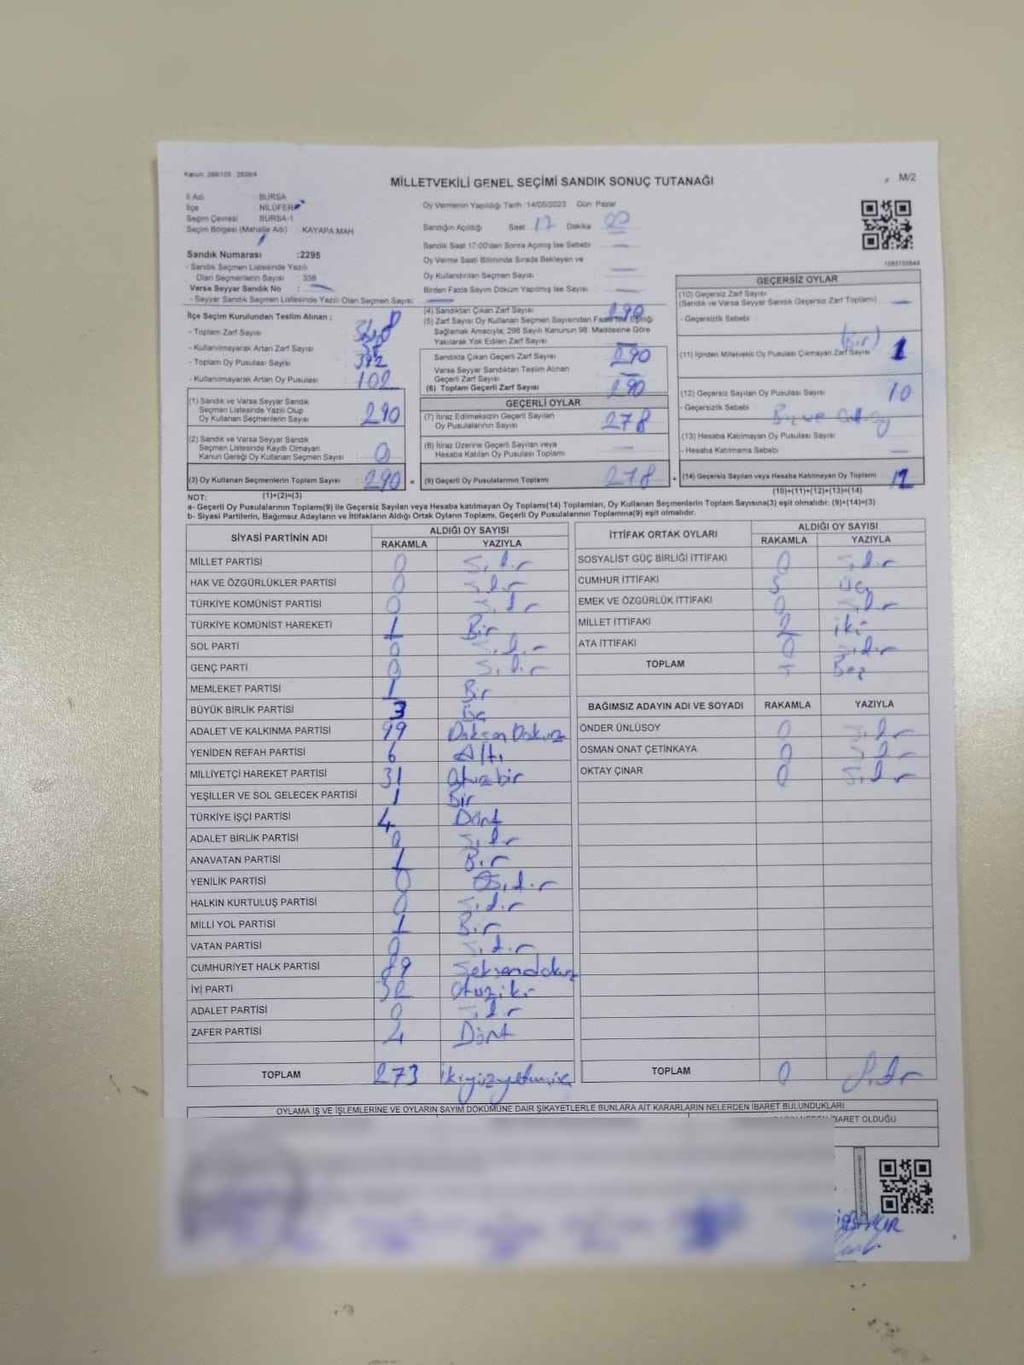 MİLLETVEKİLİ GENEL SEÇİMİ SANDIK SONUÇ TUTANAĞI
M/2
İl Adı BURSA
İlçe NİLÜFER
Seçim Çevresi BURSA-1
Seçim Bölgesi (Mahalle Adı) KAYAPA MAH
Sandık Numarası :2295
- Sandık Seçmen Listesinde Yazılı
Olan Seçmenlerin Sayısı 338
Varsa Seyyar Sandık No :
- Seyyar Sandık Seçmen Listesinde Yazılı Olan Seçmen Sayısı
İlçe Seçim Kurulundan Teslim Alınan ;
- Toplam Zarf Sayısı
- Kullanılmayarak Artan Zarf Sayısı
- Toplam Oy Pusulası Sayısı 392
- Kullanılmayarak Artan Oy Pusulası 102
(1) Sandık ve Varsa Seyyar Sandık
Seçmen Listesinde Yazılı Olup
Oy Kullanan Seçmenlerin Sayısı 290
(2) Sandık ve Varsa Seyyar Sandık
Seçmen Listesinde Kayıtlı Olmayan
Kanun Gereği Oy Kullanan Seçmen Sayısı 0
(3) Oy Kullanan Seçmenlerin Toplam Sayısı 290
(1)+(2)=(3)
Oy Vermenin Yapıldığı Tarih :14/05/2023 Gün Pazar
Sandığın Açıldığı Saat 17 Dakika
Sandık Saat 17:00'den Sonra Açılmış İse Sebebi
Oy Verme Saati Bitiminde Sırada Bekleyen ve
Oy Kullandırılan Seçmen Sayısı
Birden Fazla Sayım Döküm Yapılmış İse Sayısı
(4) Sandıktan Çıkan Zarf Sayısı 290
(5) Zarf Sayısı Oy Kullanan Seçmen Sayısından Fazla
Sağlamak Amacıyla; 298 Sayılı Kanunun 98. Maddesine Göre
Yakılarak Yok Edilen Zarf Sayısı
Sandıkta Çıkan Geçerli Zarf Sayısı 290
Varsa Seyyar Sandıktan Teslim Alınan
Geçerli Zarf Sayısı
(6) Toplam Geçerli Zarf Sayısı 290
GEÇERLİ OYLAR
(7) İtiraz Edilmeksizin Geçerli Sayılan
Oy Pusulalarının Sayısı 278
(8) İtiraz Üzerine Geçerli Sayılan veya
Hesaba Katılan Oy Pusulası Toplamı
(9) Geçerli Oy Pusulalarının Toplamı 278
GEÇERSİZ OYLAR
(10) Geçersiz Zarf Sayısı
(Sandık ve Varsa Seyyar Sandık Geçersiz Zarf Toplamı)
- Geçersizlik Sebebi
(Bir)
(11) İçinden Milletvekili Oy Pusulası Çıkmayan Zarf Sayısı 1
(12) Geçersiz Sayılan Oy Pusulası Sayısı 10
- Geçersizlik Sebebi
(13) Hesaba Katılmayan Oy Pusulası Sayısı
- Hesaba Katılmama Sebebi
(14) Geçersiz Sayılan veya Hesaba Katılmayan Oy Toplamı
(10)+(11)+(12)+(13)=(14)
NOT:
a- Geçerli Oy Pusulasının Toplamı(9) ile Geçersiz Sayılan veya Hesaba katılmayan Oy Toplamı(14) Toplamları, Oy Kullanan Seçmenlerin Toplam Sayısına(3) eşit olmalıdır. (9)+(14)=(3)
b- Siyasi Partilerin, Bağımsız Adayların ve İttifakların Aldığı Ortak Oyların Toplamı, Geçerli Oy Pusulalarının Toplamına(9) eşit olmalıdır.
SİYASİ PARTİNİN ADI ALDIĞI OY SAYISI
RAKAMLA YAZIYLA
MİLLET PARTİSİ 0 Sıfır
HAK VE ÖZGÜRLÜKLER PARTİSİ 0 Sıfır
TÜRKİYE KOMÜNİST PARTİSİ 0 Sıfır
TÜRKİYE KOMÜNİST HAREKETİ 1 Bir
SOL PARTİ 0 Sıfır
GENÇ PARTİ 0 Sıfır
MEMLEKET PARTİSİ 1 Bir
BÜYÜK BİRLİK PARTİSİ 3 Üç
ADALET VE KALKINMA PARTİSİ 99 Doksan Dokuz
YENİDEN REFAH PARTİSİ 6 Altı
MİLLİYETÇİ HAREKET PARTİSİ 31 Otuzbir
YEŞİLLER VE SOL GELECEK PARTİSİ 1 Bir
TÜRKİYE İŞÇİ PARTİSİ 4 Dört
ADALET BİRLİK PARTİSİ 0 Sıfır
ANAVATAN PARTİSİ 1 Bir
YENİLİK PARTİSİ 0 Sıfır
HALKIN KURTULUŞ PARTİSİ 0 Sıfır
MİLLİ YOL PARTİSİ 1 Bir
VATAN PARTİSİ 0 Sıfır
CUMHURİYET HALK PARTİSİ 89 Seksendokuz
İYİ PARTİ 32 Otuziki
ADALET PARTİSİ 0 Sıfır
ZAFER PARTİSİ 4 Dört
TOPLAM 273
İTTİFAK ORTAK OYLARI ALDIĞI OY SAYISI
RAKAMLA YAZIYLA
SOSYALİST GÜÇ BİRLİĞİ İTTİFAKI 0 Sıfır
CUMHUR İTTİFAKI Üç
EMEK VE ÖZGÜRLÜK İTTİFAKI 0 Sıfır
MİLLET İTTİFAKI 2 iki
ATA İTTİFAKI 0 Sıfır
TOPLAM 5 Beş
BAĞIMSIZ ADAYIN ADI VE SOYADI RAKAMLA YAZIYLA
ÖNDER ÜNLÜSOY 0 Sıfır
OSMAN ONAT ÇETİNKAYA 0 Sıfır
OKTAY ÇINAR 0 Sıfır
TOPLAM 0 Sıfır
OYLAMA İŞ VE İŞLEMLERİNE VE OYLARIN SAYIM DÖKÜMÜNE DAİR ŞİKAYETLERLE BUNLARA AİT KARARLARIN NELERDEN İBARET BULUNDUKLARI
İBARET OLDUĞU